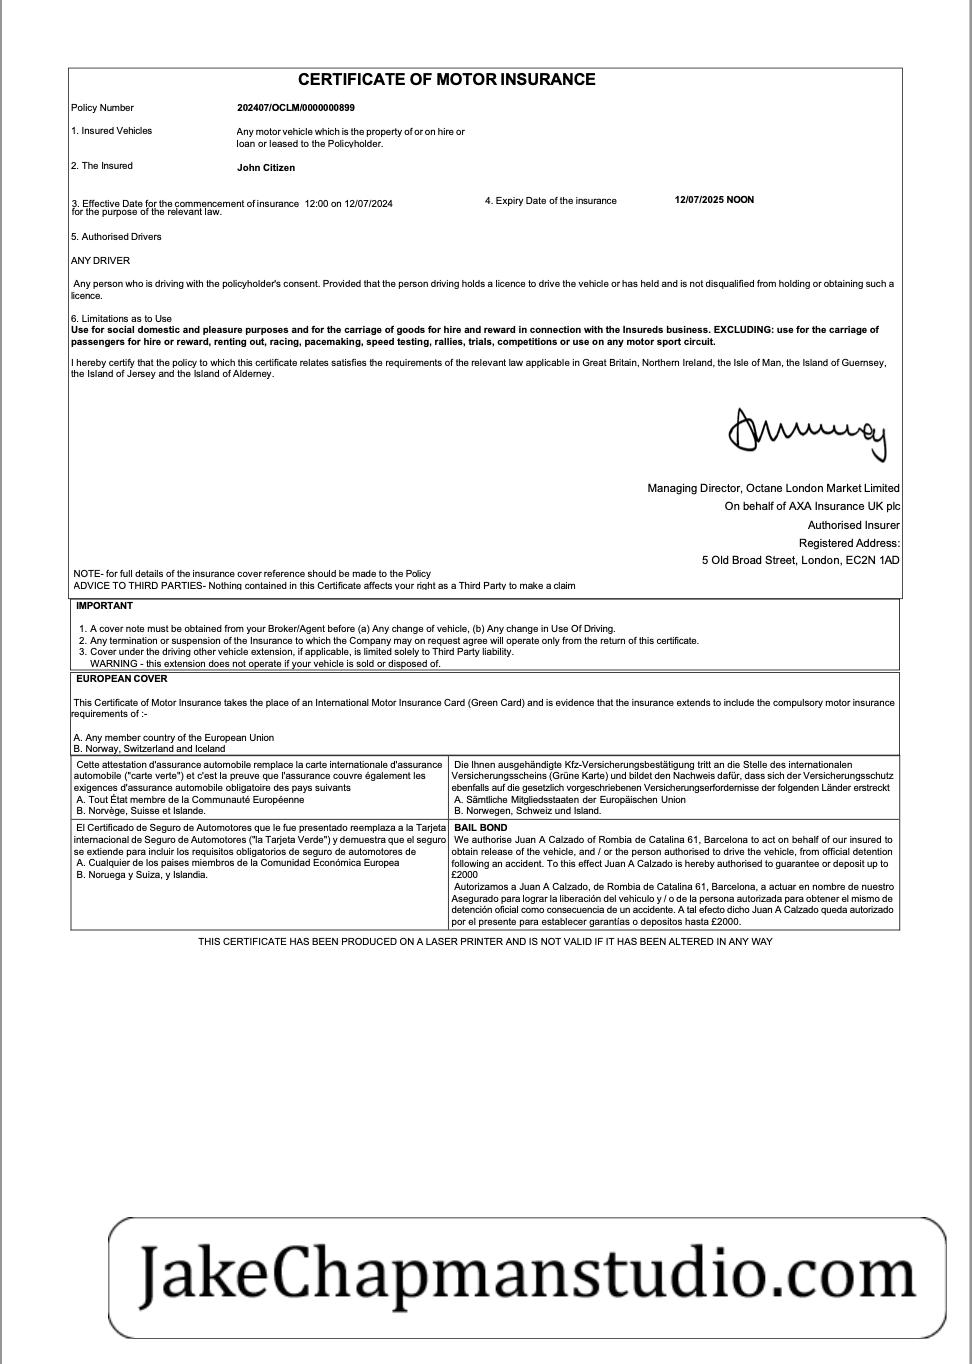 CERTIFICATE OF MOTOR INSURANCE
Policy Number 202407/OCLM/0000000899
1. Insured Vehicles Any motor vehicle which is the property of or on hire or
loan or leased to the Policyholder.
2. The Insured John Citizen
3. Effective Date for the commencement of insurance 12:00 on 12/07/2024
for the purpose of the relevant law.
4. Expiry Date of the insurance 12/07/2025 NOON
5. Authorised Drivers
ANY DRIVER
Any person who is driving with the policyholder's consent. Provided that the person driving holds a licence to drive the vehicle or has held and is not disqualified from holding or obtaining such a
licence.
6. Limitations as to Use
Use for social domestic and pleasure purposes and for the carriage of goods for hire and reward in connection with the Insureds business. EXCLUDING: use for the carriage of
passengers for hire or reward, renting out, racing, pacemaking, speed testing, rallies, trials, competitions or use on any motor sport circuit.
I hereby certify that the policy to which this certificate relates satisfies the requirements of the relevant law applicable in Great Britain, Northern Ireland, the Isle of Man, the Island of Guernsey,
the Island of Jersey and the Island of Alderney.
Managing Director, Octane London Market Limited
On behalf of AXA Insurance UK plc
Authorised Insurer
Registered Address:
5 Old Broad Street, London, EC2N 1AD
NOTE- for full details of the insurance cover reference should be made to the Policy
ADVICE TO THIRD PARTIES- Nothing contained in this Certificate affects your right as a Third Party to make a claim
IMPORTANT
1. A cover note must be obtained from your Broker/Agent before (a) Any change of vehicle, (b) Any change in Use Of Driving.
2. Any termination or suspension of the Insurance to which the Company may on request agree will operate only from the return of this certificate.
3. Cover under the driving other vehicle extension, if applicable, is limited solely to Third Party liability.
WARNING - this extension does not operate if your vehicle is sold or disposed of.
EUROPEAN COVER
This Certificate of Motor Insurance takes the place of an International Motor Insurance Card (Green Card) and is evidence that the insurance extends to include the compulsory motor insurance
requirements of :-
A. Any member country of the European Union
B. Norway, Switzerland and Iceland
Cette attestation d'assurance automobile remplace la carte internationale d'assurance
automobile ("carte verte") et c'est la preuve que l'assurance couvre également les
exigences d'assurance automobile obligatoire des pays suivants
A. Tout État membre de la Communauté Européenne
B. Norvège, Suisse et Islande.
Die Ihnen ausgehändigte Kfz-Versicherungsbestätigung tritt an die Stelle des internationalen
Versicherungsscheins (Grüne Karte) und bildet den Nachweis dafür, dass sich der Versicherungsschutz
ebenfalls auf die gesetzlich vorgeschriebenen Versicherungserfordernisse der folgenden Länder erstreckt
A. Sämtliche Mitgliedsstaaten der Europäischen Union
B. Norwegen, Schweiz und Island.
El Certificado de Seguro de Automotores que le fue presentado reemplaza a la Tarjeta
internacional de Seguro de Automotores ("la Tarjeta Verde") y demuestra que el seguro
se extiende para incluir los requisitos obligatorios de seguro de automotores de
A. Cualquier de los paises miembros de la Comunidad Económica Europea
B. Noruega y Suiza, y Islandia.
BAIL BOND
We authorise Juan A Calzado of Rombia de Catalina 61, Barcelona to act on behalf of our insured to
obtain release of the vehicle, and / or the person authorised to drive the vehicle, from official detention
following an accident. To this effect Juan A Calzado is hereby authorised to guarantee or deposit up to
£2000
Autorizamos a Juan A Calzado, de Rombia de Catalina 61, Barcelona, a actuar en nombre de nuestro
Asegurado para lograr la liberación del vehiculo y / o de la persona autorizada para obtener el mismo de
detención oficial como consecuencia de un accidente. A tal efecto dicho Juan A Calzado queda autorizado
por el presente para establecer garantías o depositos hasta £2000.
THIS CERTIFICATE HAS BEEN PRODUCED ON A LASER PRINTER AND IS NOT VALID IF IT HAS BEEN ALTERED IN ANY WAY
JakeChapmanstudio.com